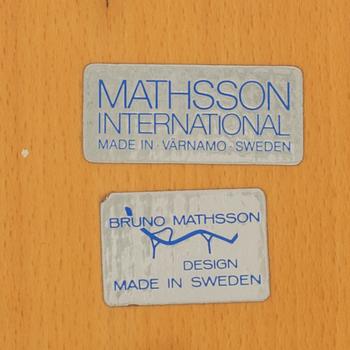 MATHSSON
INTERNATIONAL
MADE IN · VÄRNAMO · SWEDEN
BRUNO MATHSSON
DESIGN
MADE IN SWEDEN